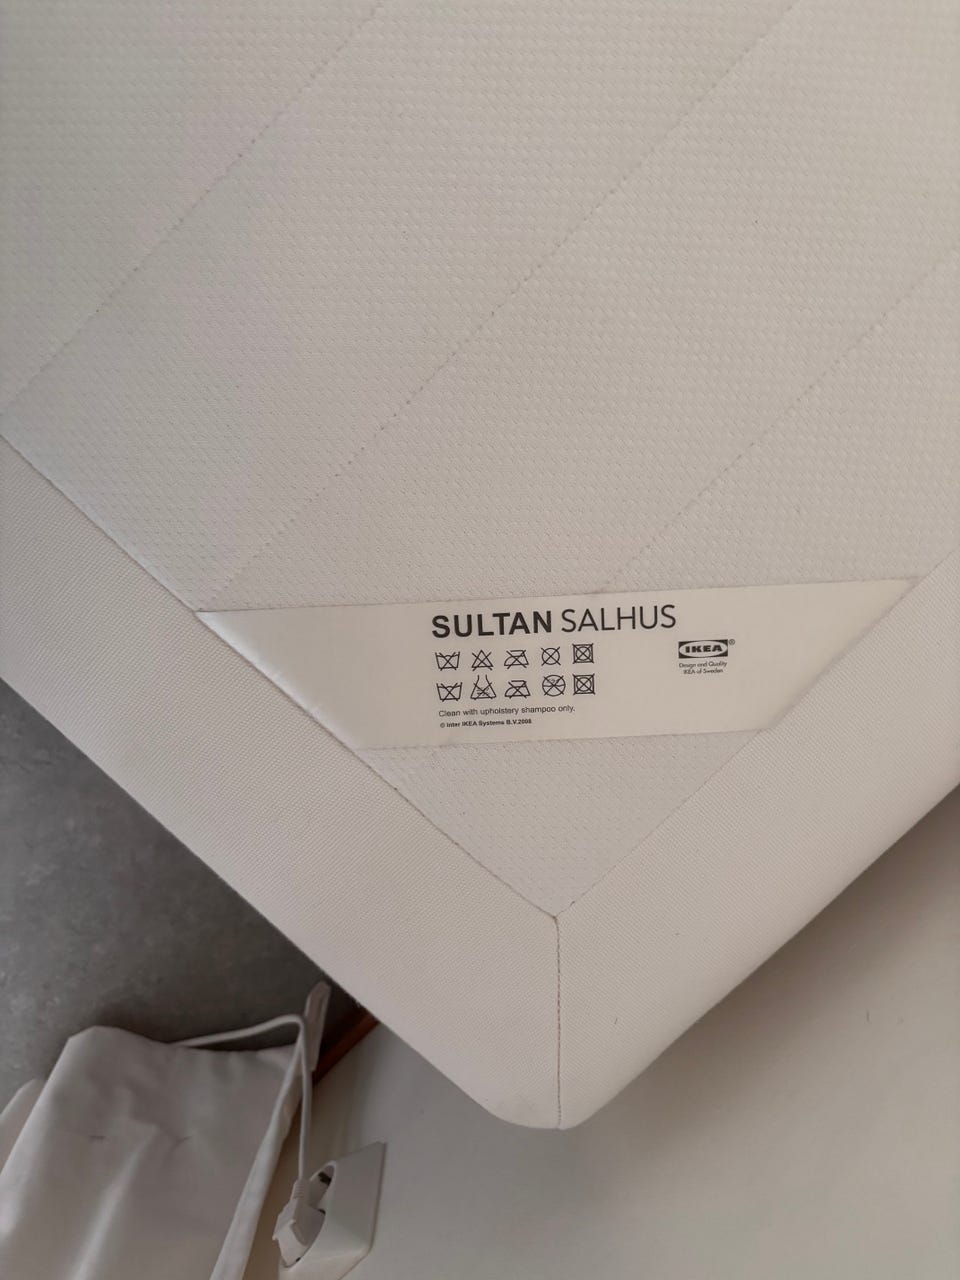 SULTAN SALHUS
IKEA®
Design and Quality
IKEA of Sweden
Clean with upholstery shampoo only.
© Inter IKEA Systems B.V.2008